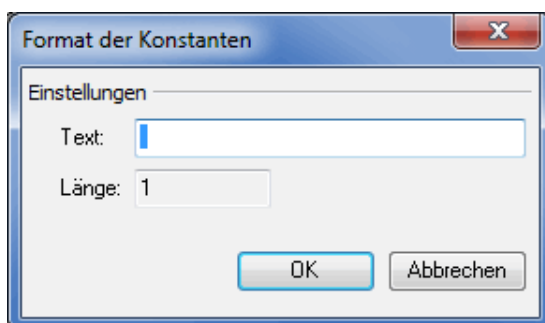 Format der Konstanten
Einstellungen
Text:
Länge: 1
OK Abbrechen